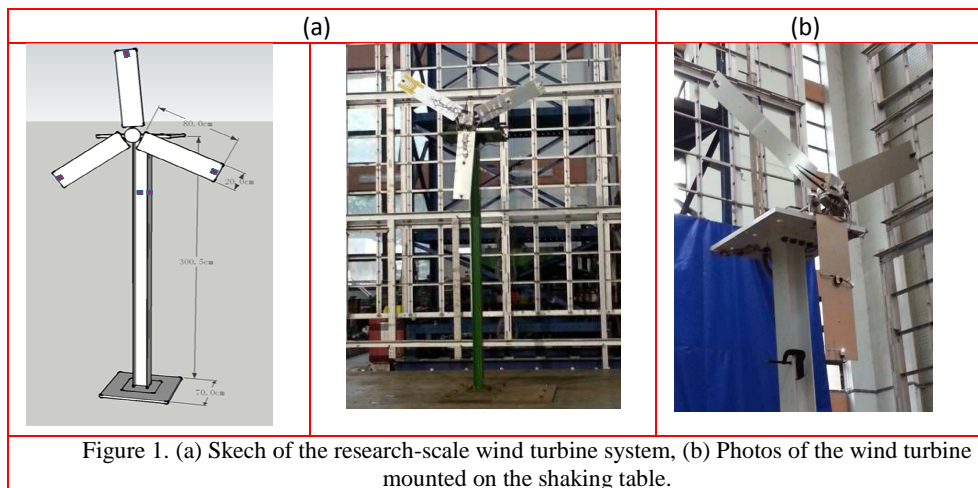 (a) (b)
80.0cm
20.0cm
300.5cm
70.0cm
Figure 1. (a) Skech of the research-scale wind turbine system, (b) Photos of the wind turbine
mounted on the shaking table.